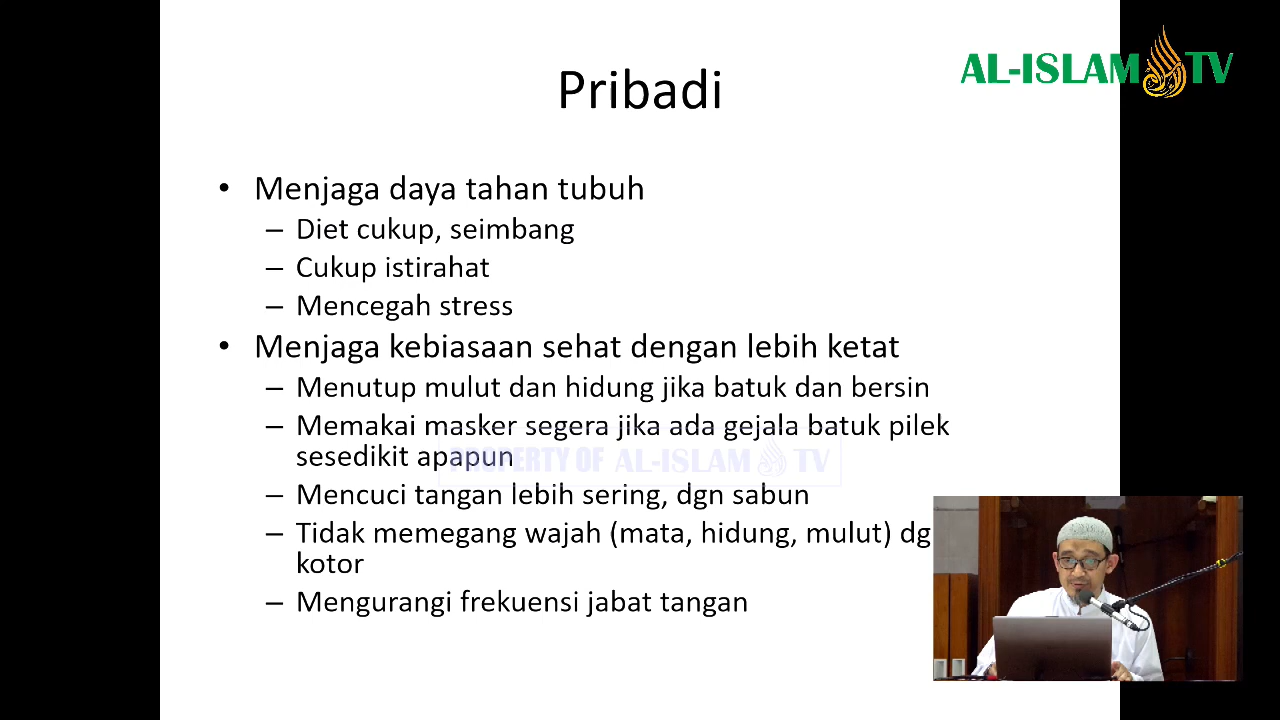 AL-ISLAM TV
Pribadi
• Menjaga daya tahan tubuh
– Diet cukup, seimbang
– Cukup istirahat
– Mencegah stress
• Menjaga kebiasaan sehat dengan lebih ketat
– Menutup mulut dan hidung jika batuk dan bersin
– Memakai masker segera jika ada gejala batuk pilek
sesedikit apapun
PROPERTY OF AL-ISLAM TV
– Mencuci tangan lebih sering, dgn sabun
– Tidak memegang wajah (mata, hidung, mulut) dg
kotor
– Mengurangi frekuensi jabat tangan